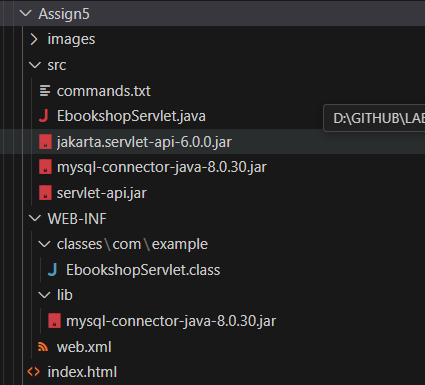 Assign5
images
src
commands.txt
EbookshopServlet.java
D:\GITHUB\LAB
jakarta.servlet-api-6.0.0.jar
mysql-connector-java-8.0.30.jar
servlet-api.jar
WEB-INF
classes\com\example
EbookshopServlet.class
lib
mysql-connector-java-8.0.30.jar
web.xml
index.html